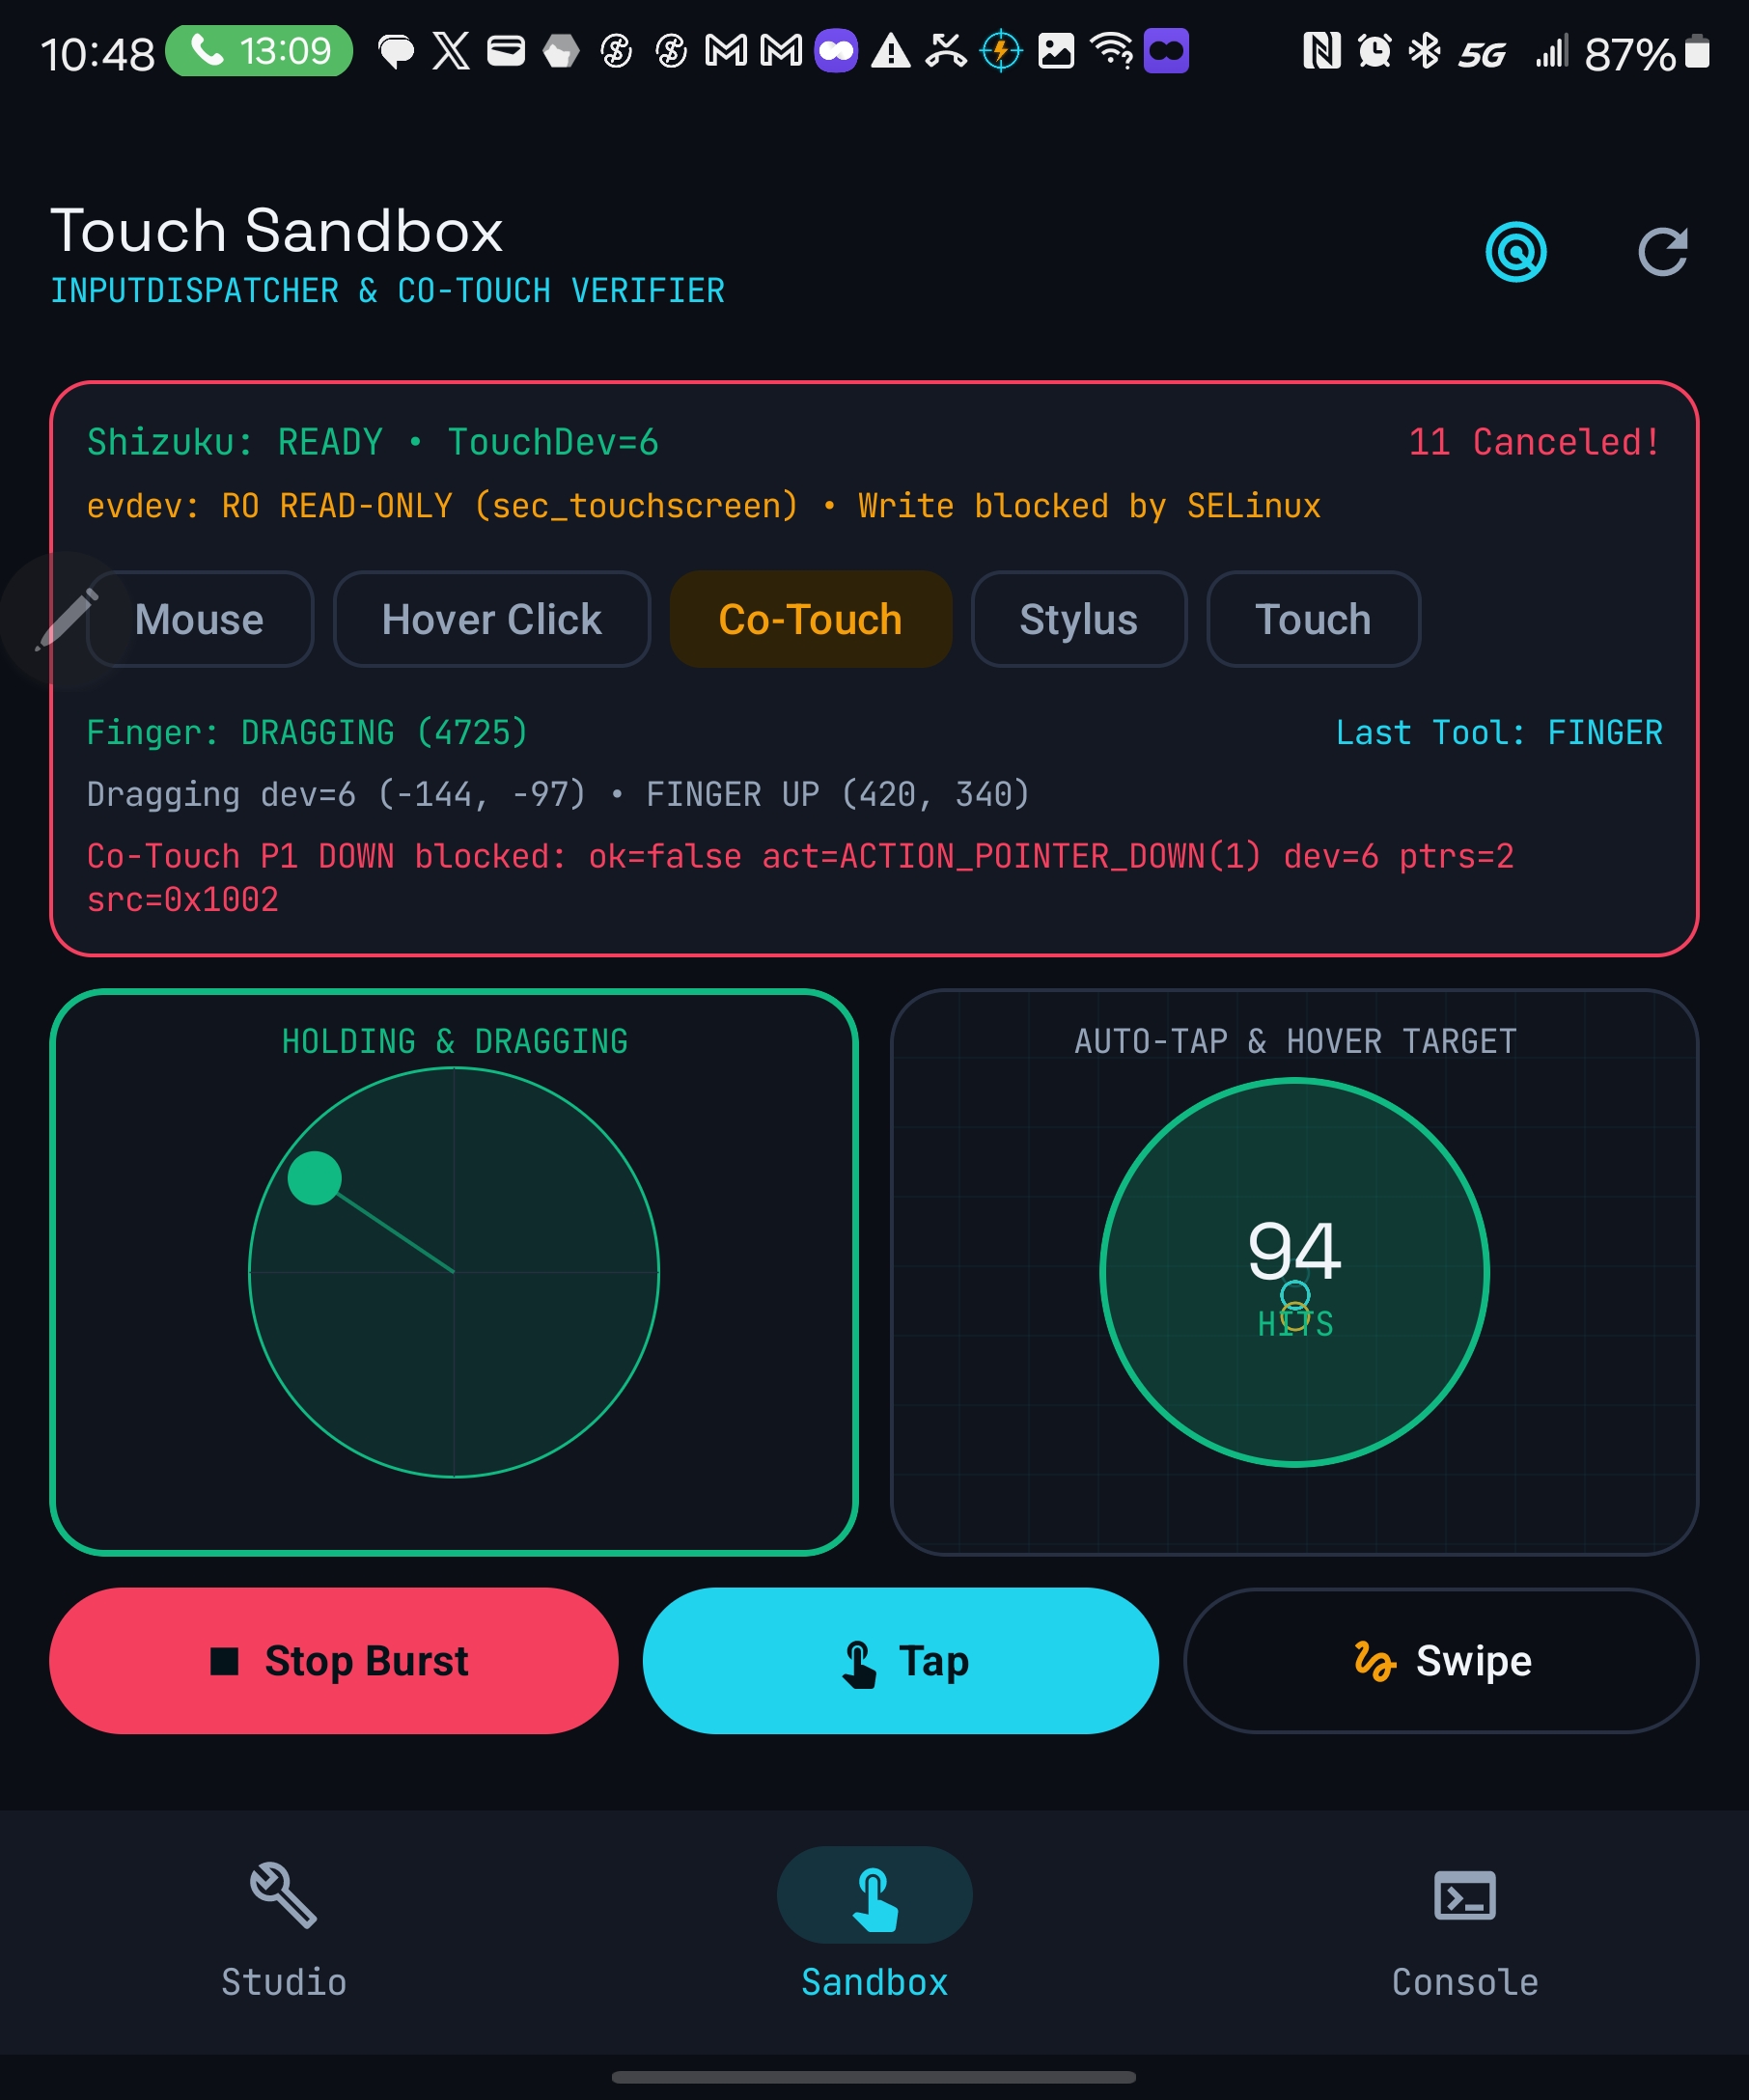 10:48 13:09 5G 87%
Touch Sandbox
INPUTDISPATCHER & CO-TOUCH VERIFIER
Shizuku: READY • TouchDev=6 11 Canceled!
evdev: RO READ-ONLY (sec_touchscreen) • Write blocked by SELinux
Mouse Hover Click Co-Touch Stylus Touch
Finger: DRAGGING (4725) Last Tool: FINGER
Dragging dev=6 (-144, -97) • FINGER UP (420, 340)
Co-Touch P1 DOWN blocked: ok=false act=ACTION_POINTER_DOWN(1) dev=6 ptrs=2
src=0x1002
HOLDING & DRAGGING
AUTO-TAP & HOVER TARGET
94
HITS
Stop Burst Tap Swipe
Studio Sandbox Console